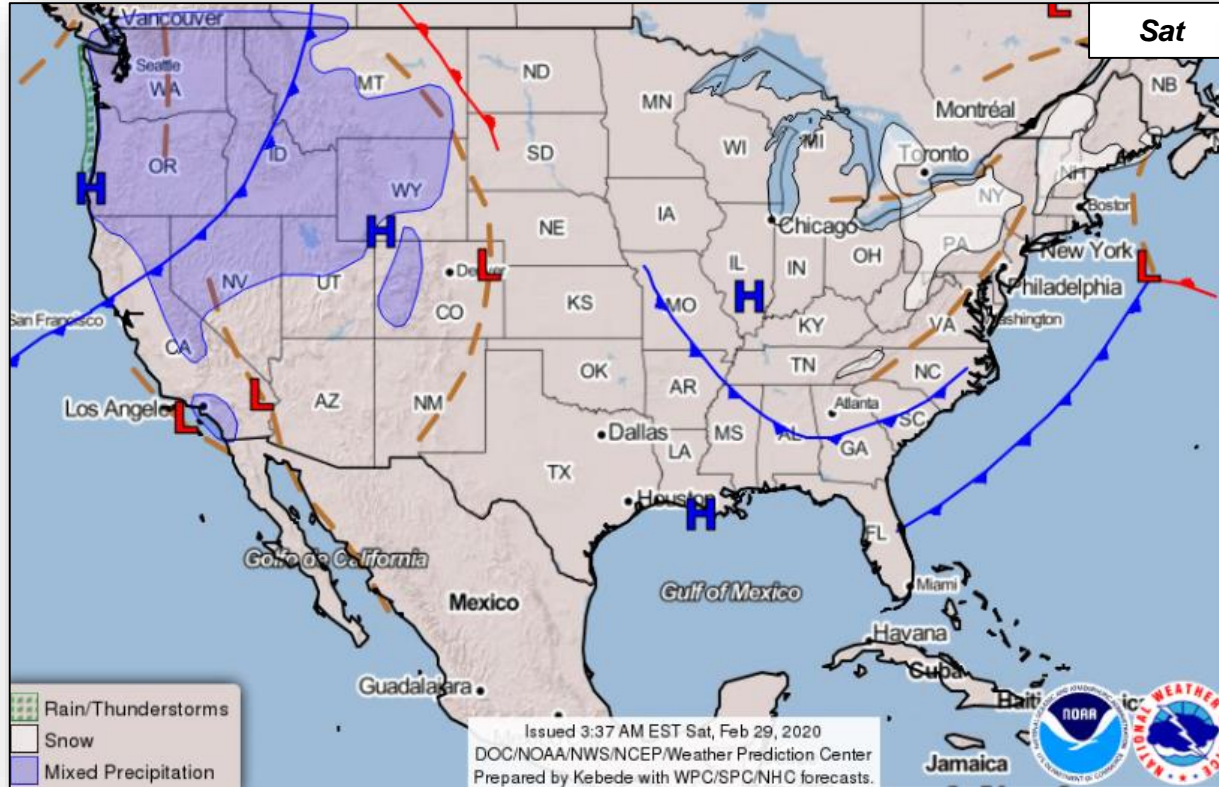 Vancouver
L
Sat
Seattle
WA
MT
ND
MN
Montréal
NB
OR
ID
SD
WI
MI
Toronto
H
WY
NY
NH
Boston
IA
Chicago
H
NE
PA
New York
NV
UT
L
Denver
IL
IN
OH
L
CO
KS
MO
H
Philadelphia
San Francisco
KY
VA
Washington
CA
TN
NC
L
AZ
NM
OK
AR
Atlanta
Los Angeles
L
SC
Dallas
MS
AL
GA
LA
TX
Houston
H
FL
Golfo de California
Gulf of Mexico
Miami
Mexico
Havana
Cuba
Guadalajara
Rain/Thunderstorms
Snow
Mixed Precipitation
Issued 3:37 AM EST Sat, Feb 29, 2020
DOC/NOAA/NWS/NCEP/Weather Prediction Center
Prepared by Kebede with WPC/SPC/NHC forecasts.
Haiti
Jamaica
NOAA
NATIONAL WEATHER SERVICE